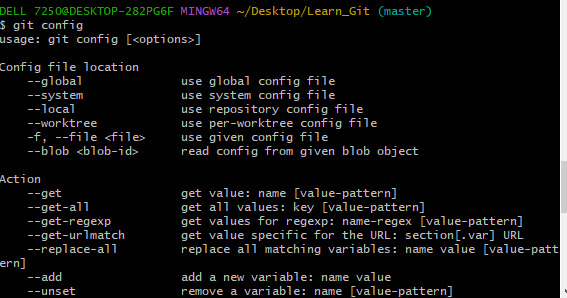 DELL 7250@DESKTOP-282PG6F MINGW64 ~/Desktop/Learn_Git (master)
$ git config
usage: git config [<options>]

Config file location
    --global              use global config file
    --system              use system config file
    --local               use repository config file
    --worktree            use per-worktree config file
    -f, --file <file>     use given config file
    --blob <blob-id>      read config from given blob object

Action
    --get                 get value: name [value-pattern]
    --get-all             get all values: key [value-pattern]
    --get-regexp          get values for regexp: name-regex [value-pattern]
    --get-urlmatch        get value specific for the URL: section[.var] URL
    --replace-all         replace all matching variables: name value [value-patt
ern]
    --add                 add a new variable: name value
    --unset               remove a variable: name [value-pattern]